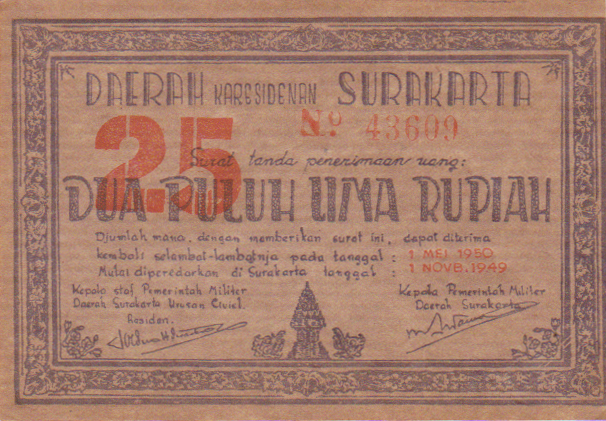 DAERAH KARESIDENAN SURAKARTA
25
No 43609
Surat tanda penerimaan uang:
DUA PULUH LIMA RUPIAH
Djumlah mana, dengan memberikan surat ini, dapat diterima
kembali selambat-lambatnja pada tanggal : 1 MEI 1950
Mulai diperedarkan di Surakarta tanggal : 1 NOVB. 1949
Kepala staf Pemerintah Militer
Daerah Surakarta Urusan Civiel.
Residen.
Kepala Pemerintah Militer
Daerah Surakarta